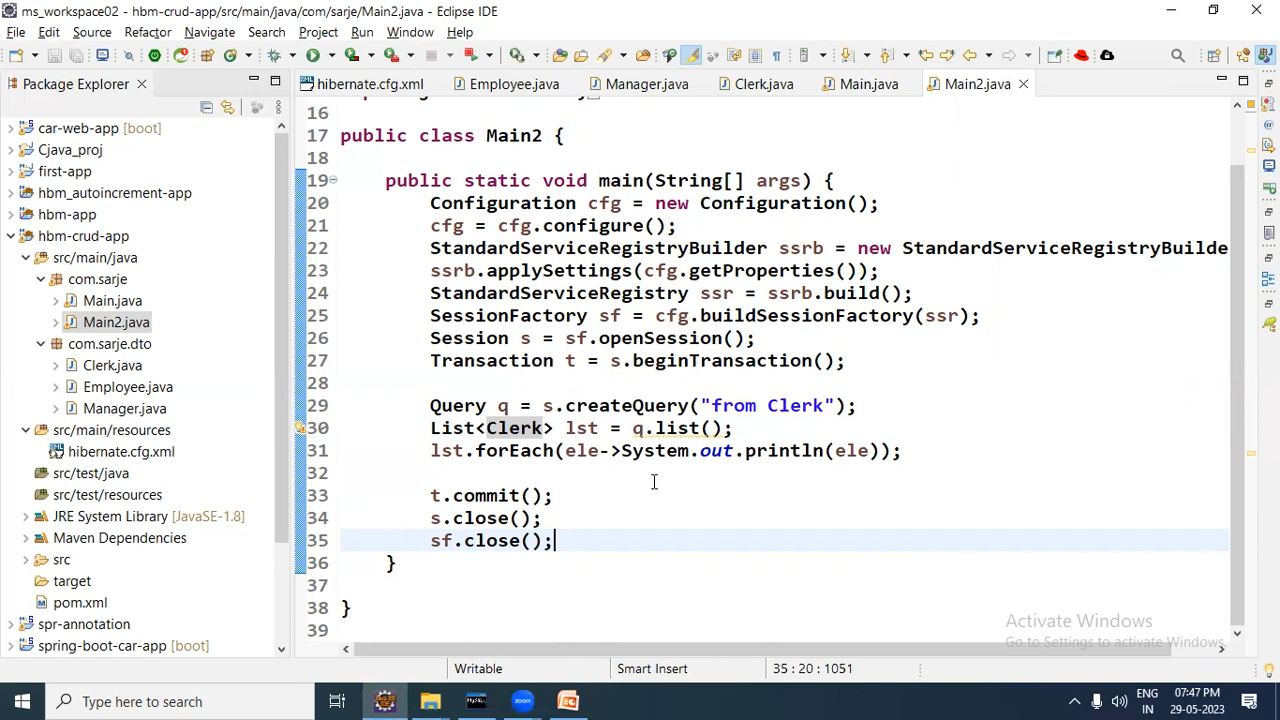 ms_workspace02 - hbm-crud-app/src/main/java/com/sarje/Main2.java - Eclipse IDE
File Edit Source Refactor Navigate Search Project Run Window Help
Package Explorer
hibernate.cfg.xml Employee.java Manager.java Clerk.java Main.java Main2.java
car-web-app [boot]
Cjava_proj
first-app
hbm_autoincrement-app
hbm-app
hbm-crud-app
src/main/java
com.sarje
Main.java
Main2.java
com.sarje.dto
Clerk.java
Employee.java
Manager.java
src/main/resources
hibernate.cfg.xml
src/test/java
src/test/resources
JRE System Library [JavaSE-1.8]
Maven Dependencies
src
target
pom.xml
spr-annotation
spring-boot-car-app [boot]
16
17 public class Main2 {
18
19 public static void main(String[] args) {
20 Configuration cfg = new Configuration();
21 cfg = cfg.configure();
22 StandardServiceRegistryBuilder ssrb = new StandardServiceRegistryBuilde
23 ssrb.applySettings(cfg.getProperties());
24 StandardServiceRegistry ssr = ssrb.build();
25 SessionFactory sf = cfg.buildSessionFactory(ssr);
26 Session s = sf.openSession();
27 Transaction t = s.beginTransaction();
28
29 Query q = s.createQuery("from Clerk");
30 List<Clerk> lst = q.list();
31 lst.forEach(ele->System.out.println(ele));
32
33 t.commit();
34 s.close();
35 sf.close();
36 }
37
38 }
39
Activate Windows
Go to Settings to activate Windows.
Writable Smart Insert 35 : 20 : 1051
Type here to search
ENG 07:47 PM
IN 29-05-2023